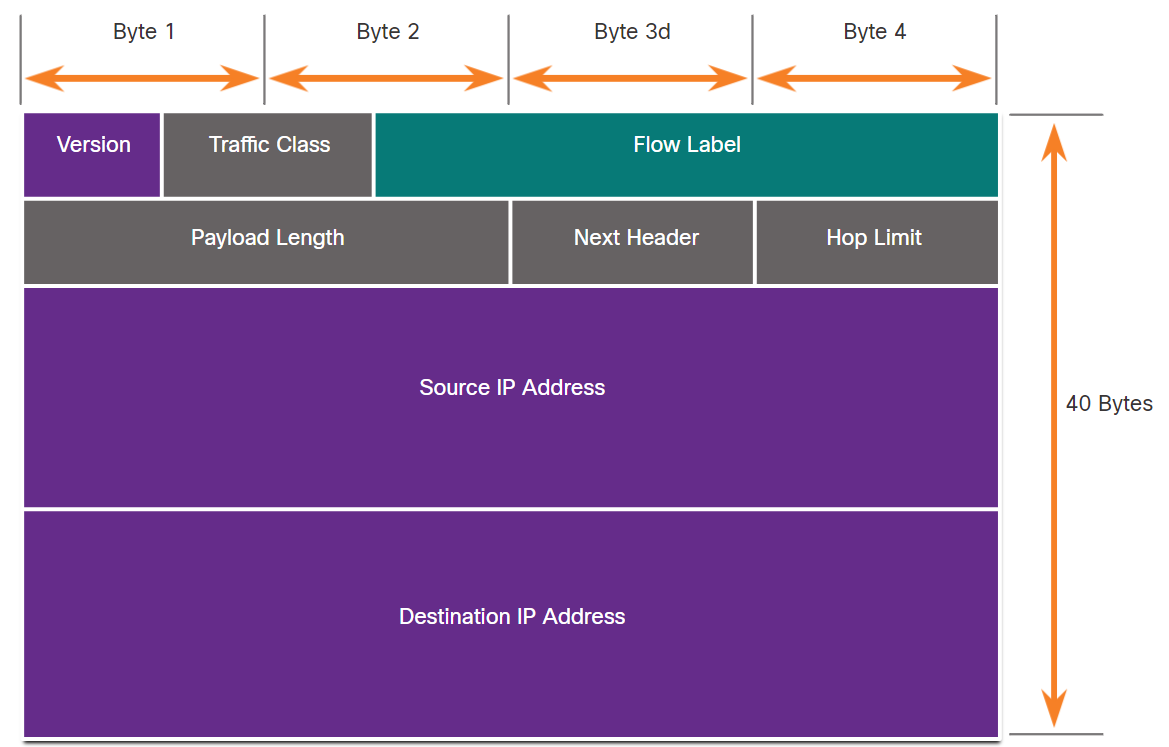 Byte 1
Byte 2
Byte 3d
Byte 4
Version
Traffic Class
Flow Label
Payload Length
Next Header
Hop Limit
Source IP Address
40 Bytes
Destination IP Address